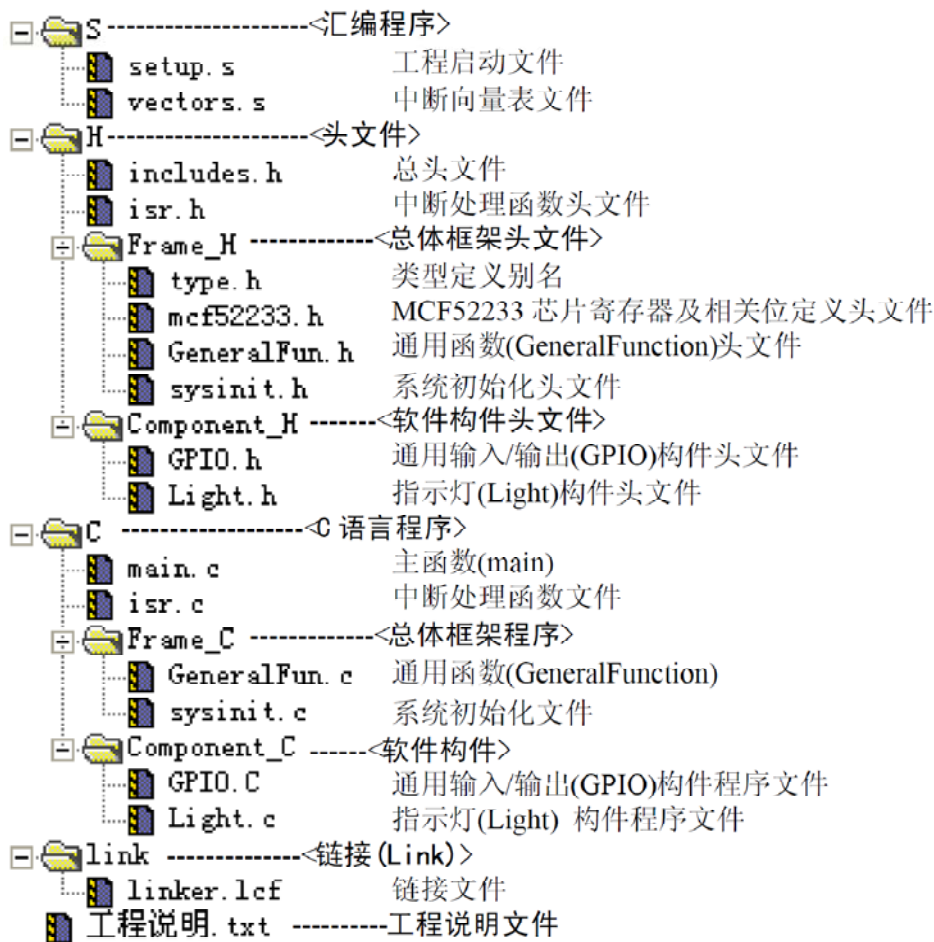 S--------------------<汇编程序>
setup.s 工程启动文件
vectors.s 中断向量表文件
H--------------------<头文件>
includes.h 总头文件
isr.h 中断处理函数头文件
Frame_H -------------<总体框架头文件>
type.h 类型定义别名
mcf52233.h MCF52233 芯片寄存器及相关位定义头文件
GeneralFun.h 通用函数(GeneralFunction)头文件
sysinit.h 系统初始化头文件
Component_H -------<软件构件头文件>
GPIO.h 通用输入/输出(GPIO)构件头文件
Light.h 指示灯(Light)构件头文件
C -------------------<C 语言程序>
main.c 主函数(main)
isr.c 中断处理函数文件
Frame_C -------------<总体框架程序>
GeneralFun.c 通用函数(GeneralFunction)
sysinit.c 系统初始化文件
Component_C ------<软件构件>
GPIO.C 通用输入/输出(GPIO)构件程序文件
Light.c 指示灯(Light) 构件程序文件
link --------------<链接(Link)>
linker.lcf 链接文件
工程说明.txt ----------工程说明文件